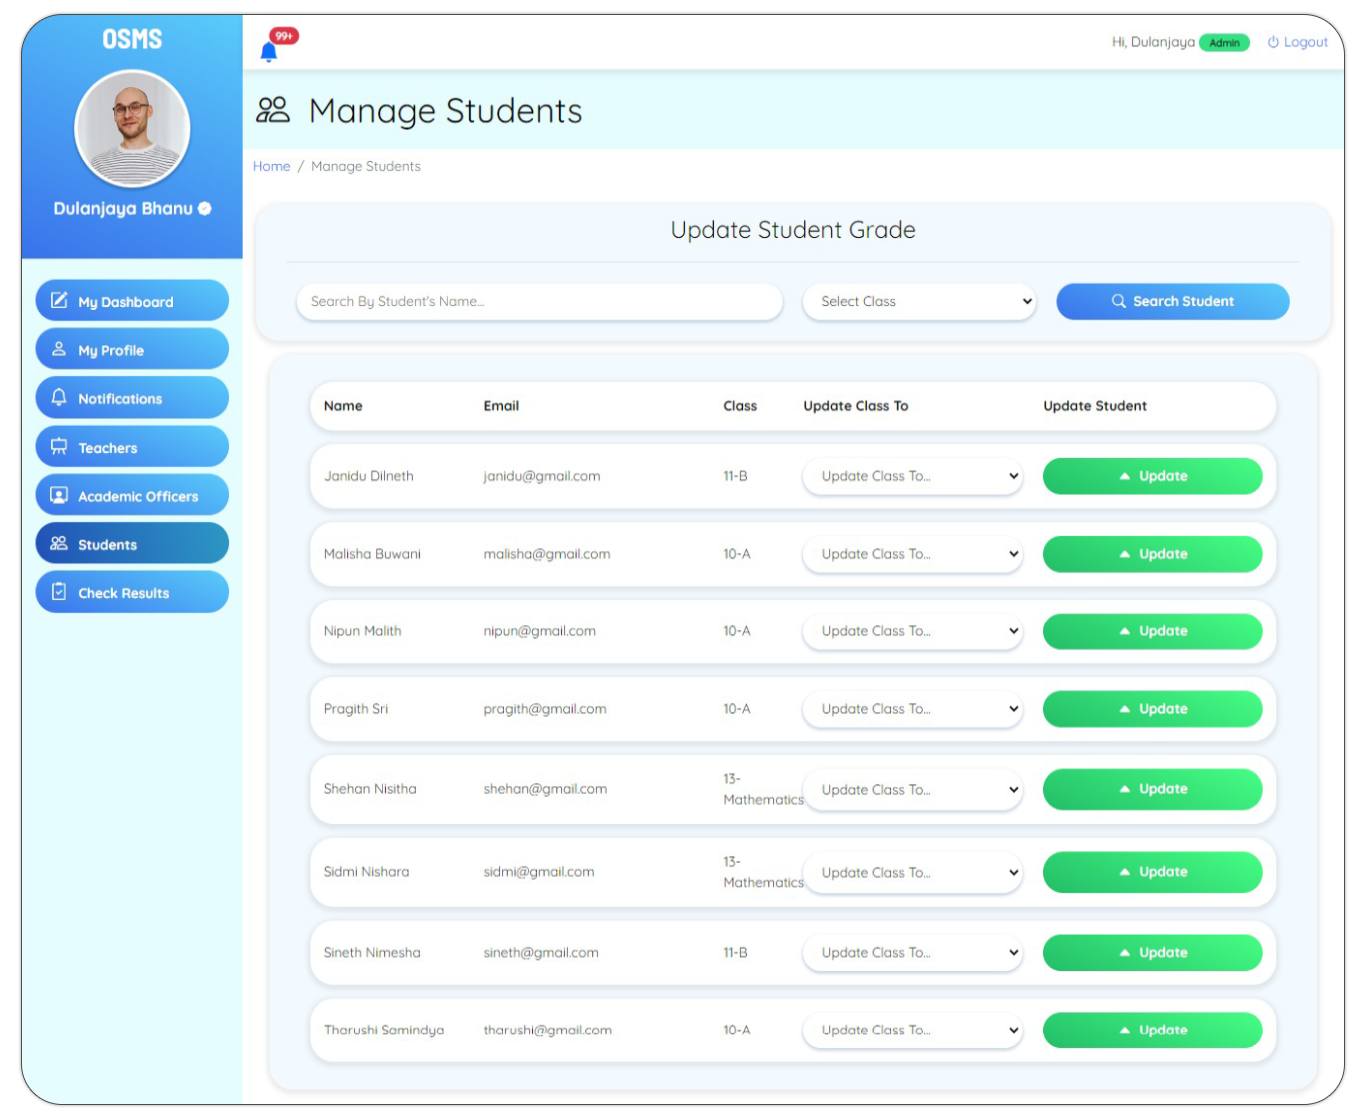 OSMS
99+
Hi, Dulanjaya Admin Logout
Manage Students
Home / Manage Students
Dulanjaya Bhanu
My Dashboard
My Profile
Notifications
Teachers
Academic Officers
Students
Check Results
Update Student Grade
Search By Student's Name...
Select Class
Search Student
Name Email Class Update Class To Update Student
Janidu Dilneth janidu@gmail.com 11-B Update Class To... Update
Malisha Buwani malisha@gmail.com 10-A Update Class To... Update
Nipun Malith nipun@gmail.com 10-A Update Class To... Update
Pragith Sri pragith@gmail.com 10-A Update Class To... Update
Shehan Nisitha shehan@gmail.com 13-
Mathematics Update Class To... Update
Sidmi Nishara sidmi@gmail.com 13-
Mathematics Update Class To... Update
Sineth Nimesha sineth@gmail.com 11-B Update Class To... Update
Tharushi Samindya tharushi@gmail.com 10-A Update Class To... Update